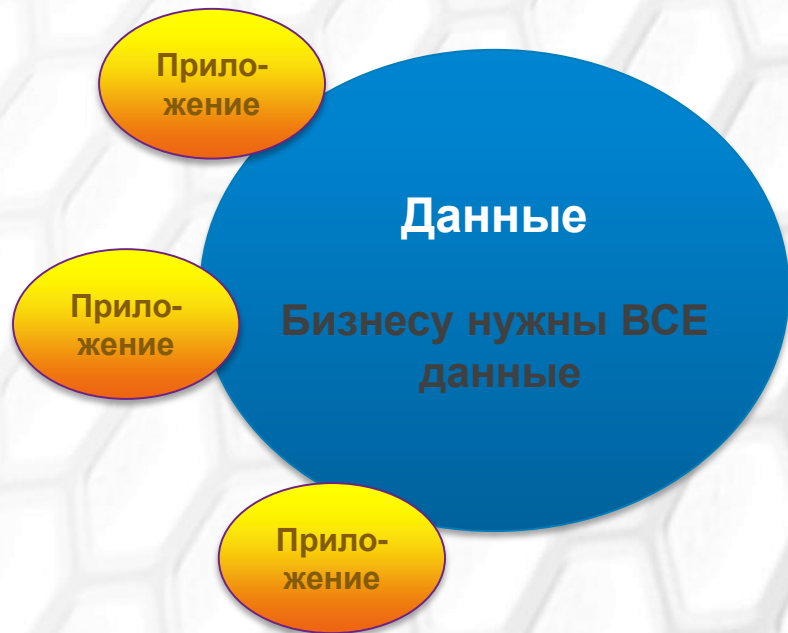 Прило-
жение
Данные
Прило-
жение
Бизнесу нужны ВСЕ
данные
Прило-
жение